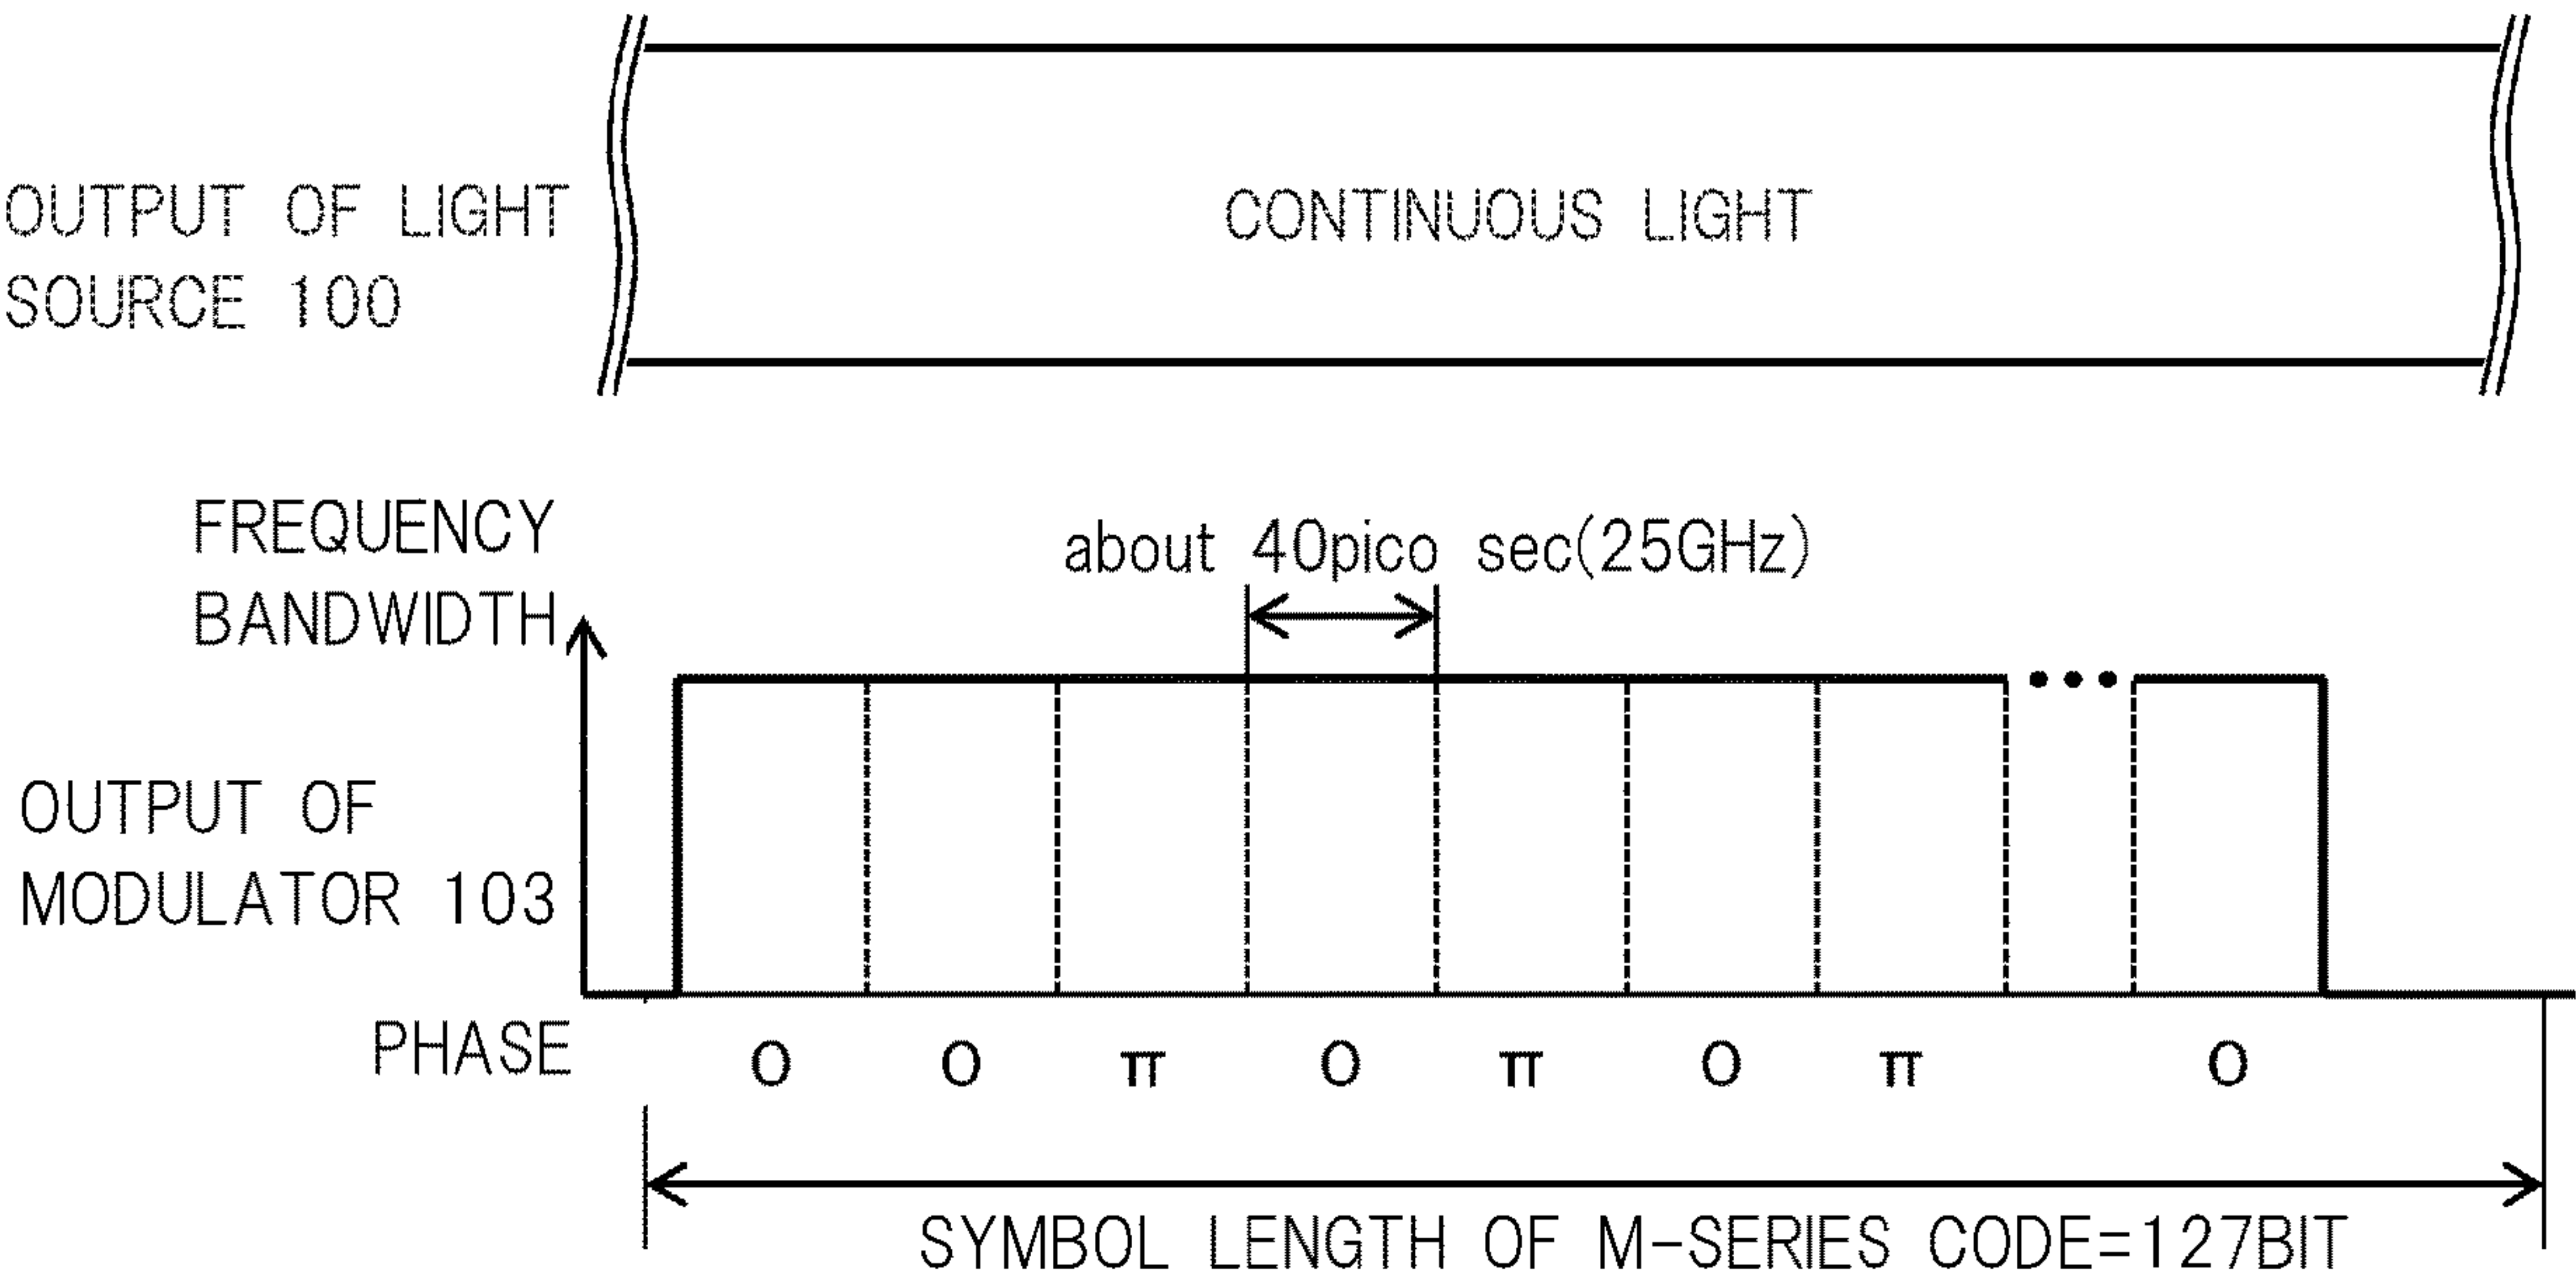 OUTPUT OF LIGHT
SOURCE 100
CONTINUOUS LIGHT
FREQUENCY
BANDWIDTH
about 40pico sec(25GHz)
OUTPUT OF
MODULATOR 103
PHASE 0 0 π 0 π 0 π 0
SYMBOL LENGTH OF M-SERIES CODE=127BIT